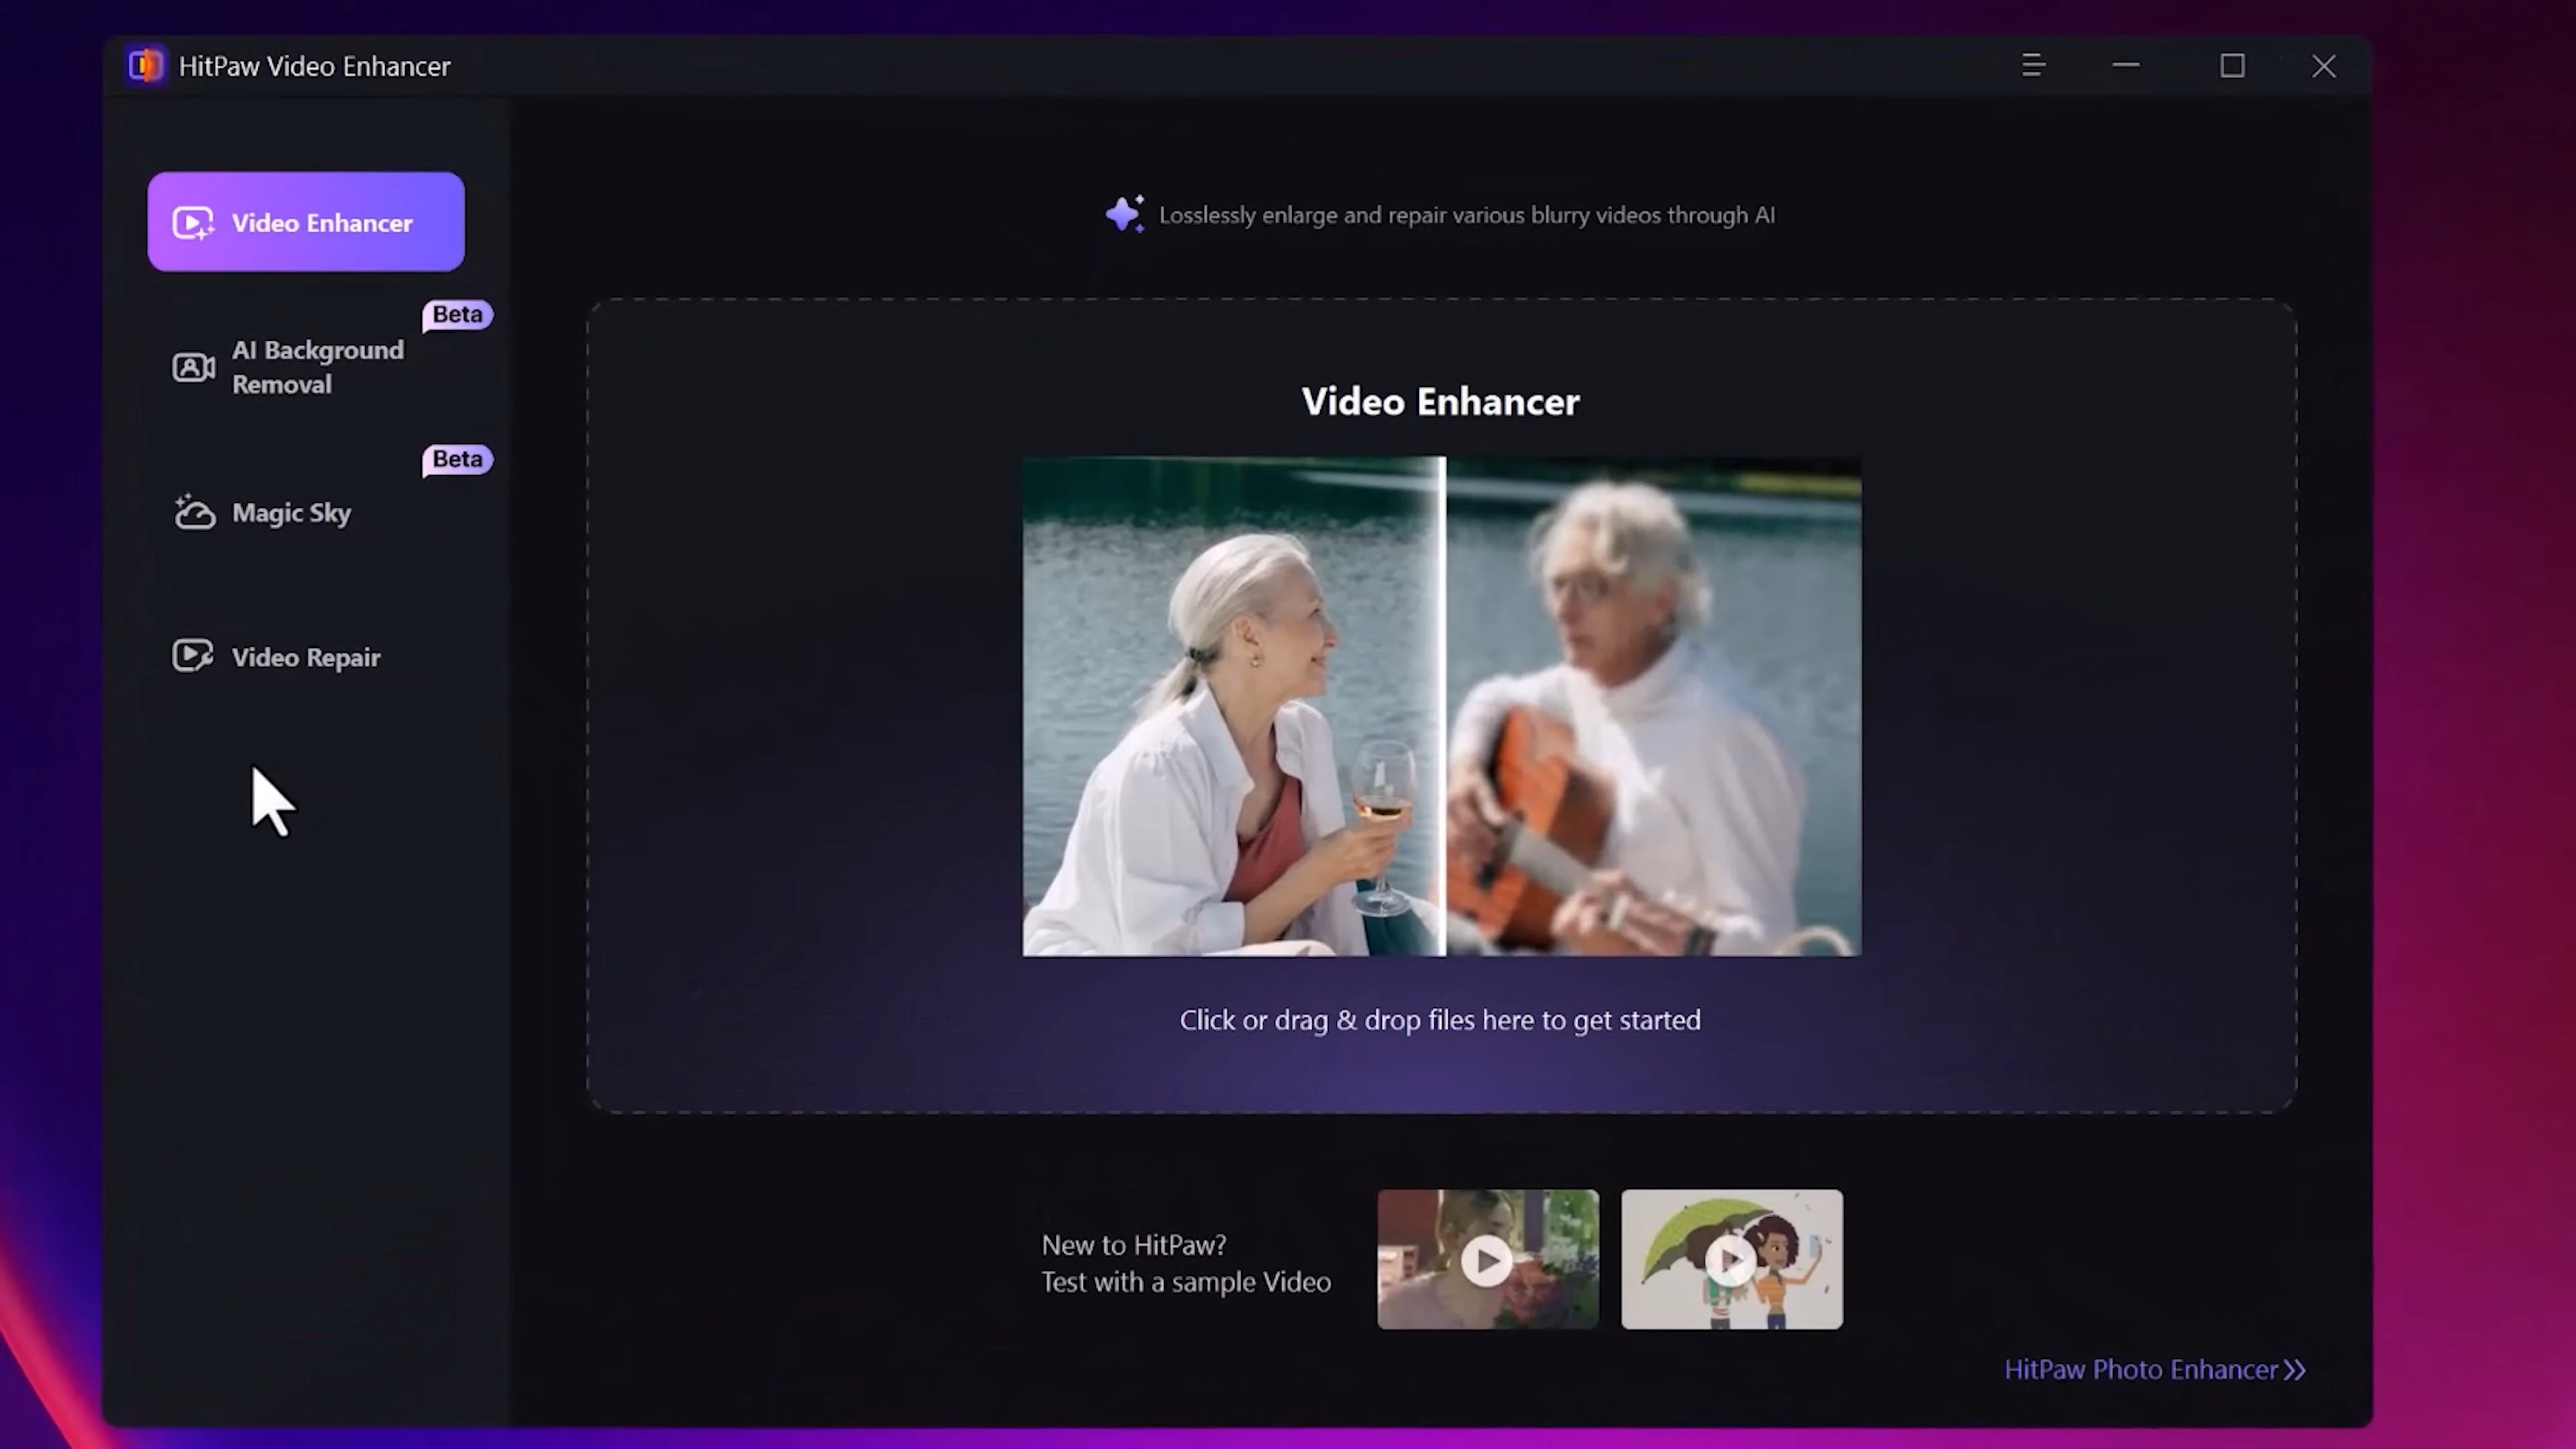 HitPaw Video Enhancer
Video Enhancer
Beta
AI Background
Removal
Beta
Magic Sky
Video Repair
Losslessly enlarge and repair various blurry videos through AI
Video Enhancer
Click or drag & drop files here to get started
New to HitPaw?
Test with a sample Video
HitPaw Photo Enhancer